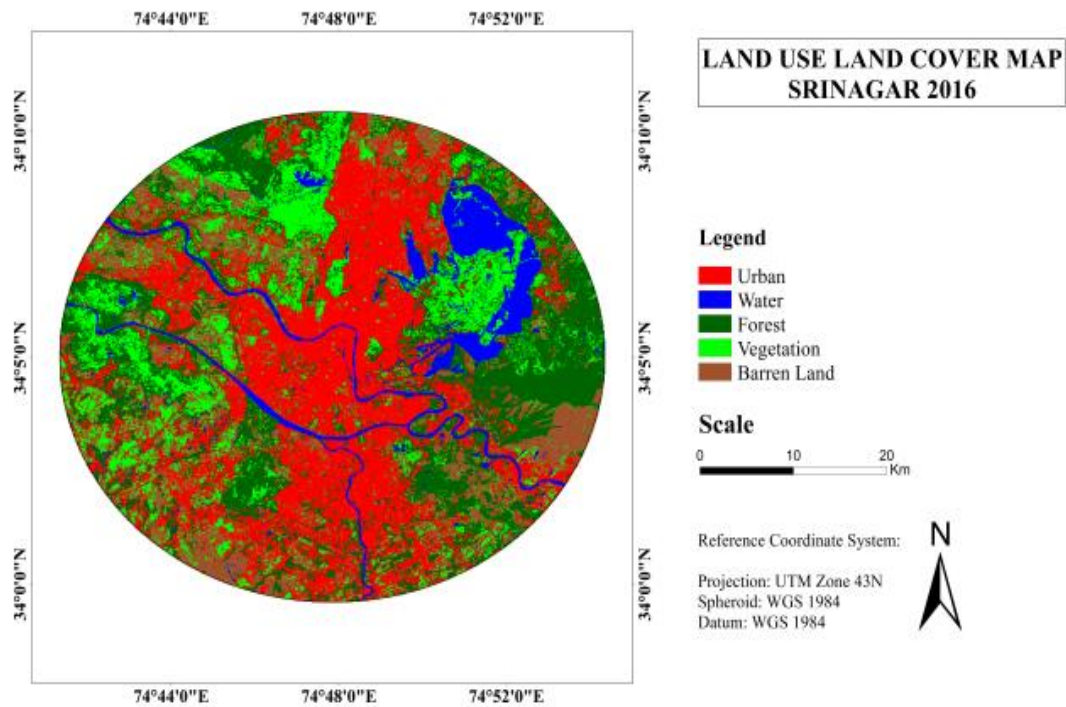 74°44'0"E 74°48'0"E 74°52'0"E
LAND USE LAND COVER MAP
SRINAGAR 2016
34°10'0"N 34°10'0"N
34°5'0"N 34°5'0"N
34°0'0"N 34°0'0"N
74°44'0"E 74°48'0"E 74°52'0"E
Legend
Urban
Water
Forest
Vegetation
Barren Land
Scale
0 10 20
Km
Reference Coordinate System:
N
Projection: UTM Zone 43N
Spheroid: WGS 1984
Datum: WGS 1984